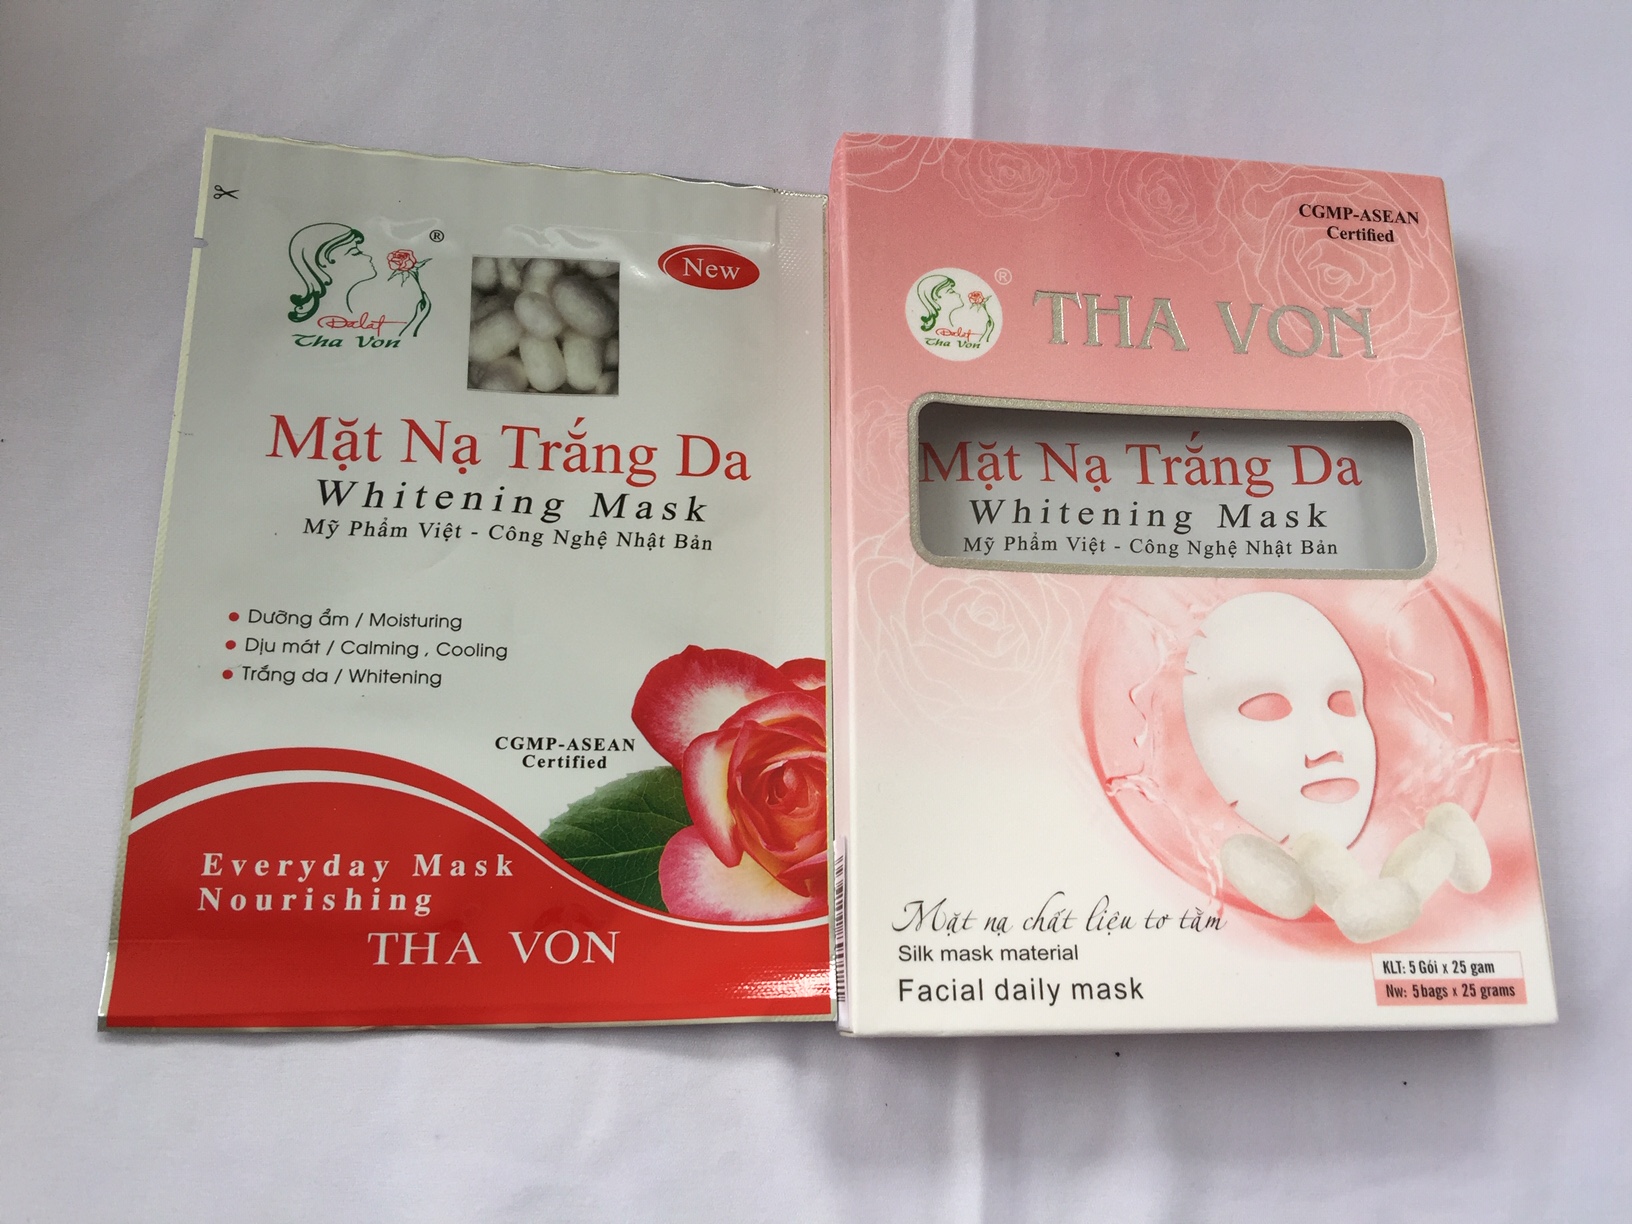 ®
Dalat
Tha Von
New
Mặt Nạ Trắng Da
Whitening Mask
Mỹ Phẩm Việt - Công Nghệ Nhật Bản
• Dưỡng ẩm / Moisturing
• Dịu mát / Calming , Cooling
• Trắng da / Whitening
CGMP-ASEAN
Certified
Everyday Mask
Nourishing
THA VON
CGMP-ASEAN
Certified
®
Dalat
Tha Von
THA VON
Mặt Nạ Trắng Da
Whitening Mask
Mỹ Phẩm Việt - Công Nghệ Nhật Bản
Mặt nạ chất liệu tơ tằm
Silk mask material
Facial daily mask
KLT: 5 Gói x 25 gam
Nw: 5bags x 25 grams